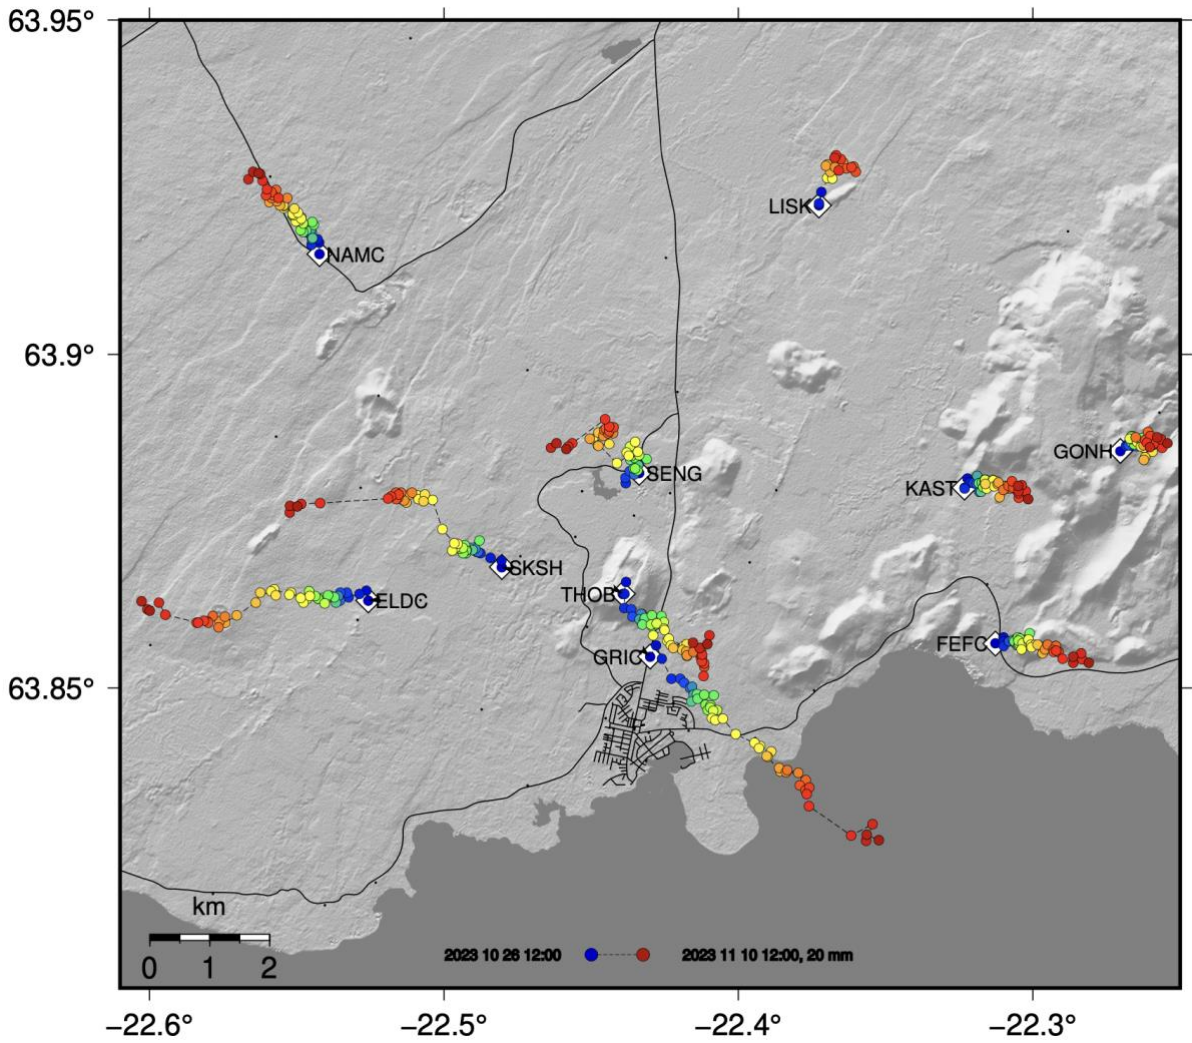 63.95°
LISK
NAMC
63.9°
GONH
SENG
KAST
SKSH
THOB
ELDC
GRIC
FEFC
63.85°
km
0 1 2
2023 10 26 12:00 2023 11 10 12:00, 20 mm
−22.6° −22.5° −22.4° −22.3°